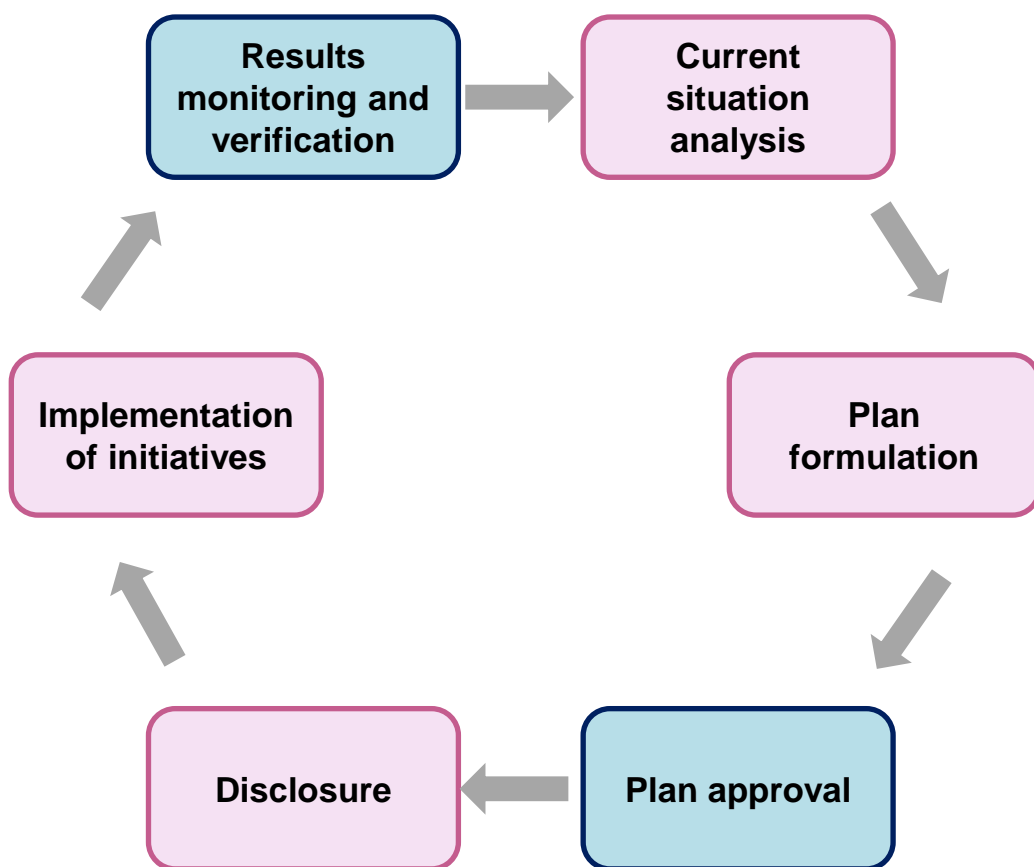 Results
monitoring and
verification
Current
situation
analysis
Implementation
of initiatives
Plan
formulation
Disclosure
Plan approval